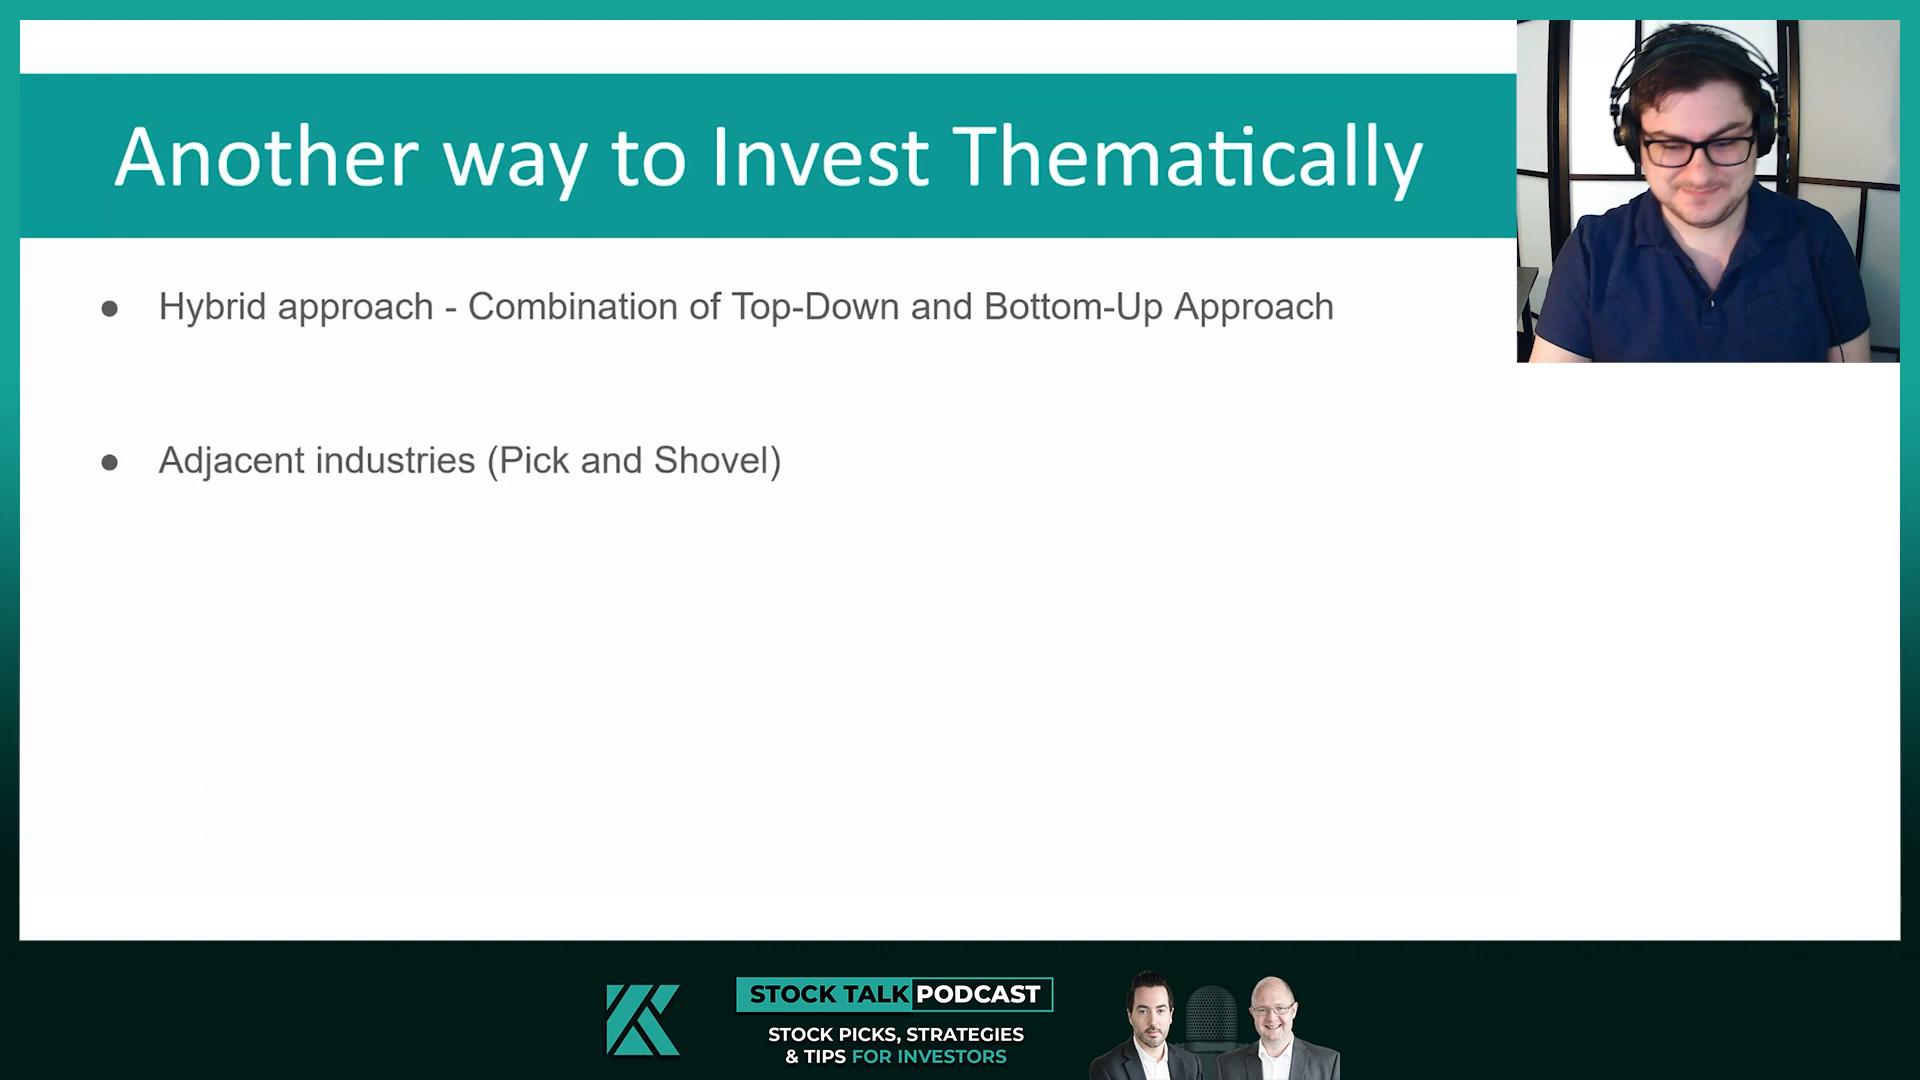 Another way to Invest Thematically
● Hybrid approach - Combination of Top-Down and Bottom-Up Approach
● Adjacent industries (Pick and Shovel)
STOCK TALK PODCAST
STOCK PICKS, STRATEGIES
& TIPS FOR INVESTORS